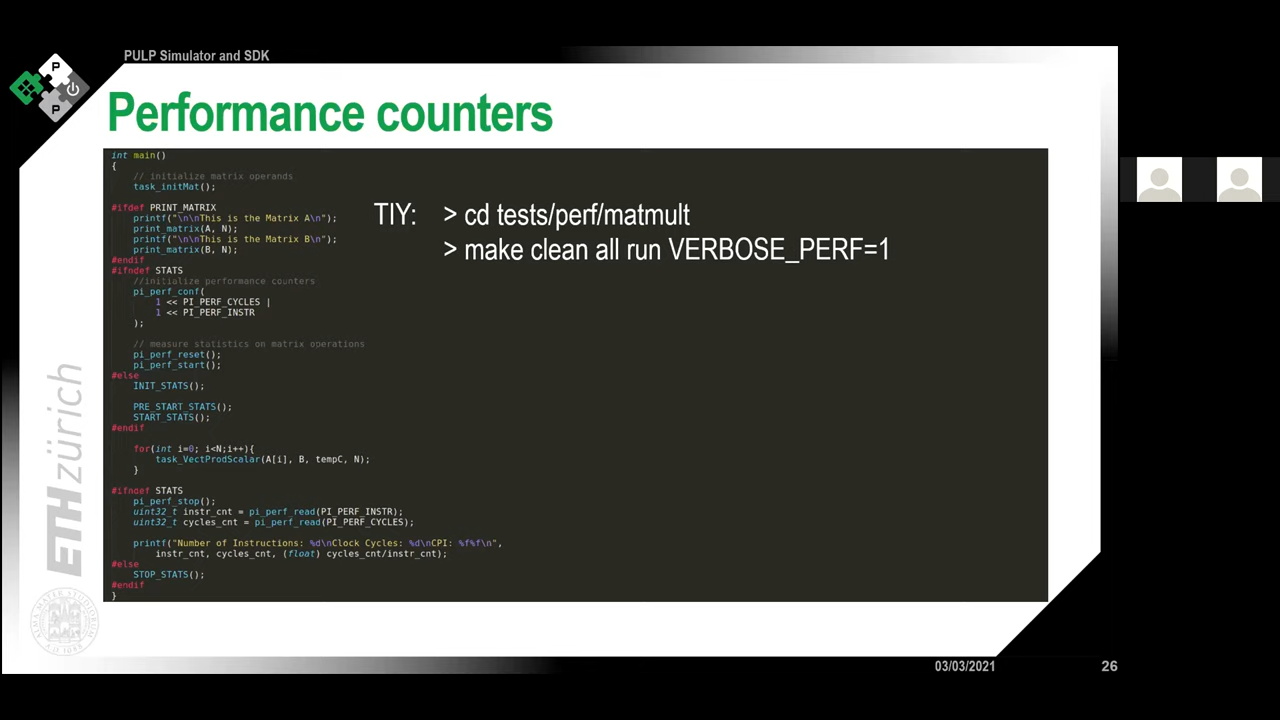 PULP Simulator and SDK
P
P
Performance counters
int main()
{
// initialize matrix operands
task_initMat();
#ifdef PRINT_MATRIX
printf("\n\nThis is the Matrix A\n");
print_matrix(A, N);
printf("\n\nThis is the Matrix B\n");
print_matrix(B, N);
#endif
#ifndef STATS
//initialize performance counters
pi_perf_conf(
1 << PI_PERF_CYCLES |
1 << PI_PERF_INSTR
);
// measure statistics on matrix operations
pi_perf_reset();
pi_perf_start();
#else
INIT_STATS();
PRE_START_STATS();
START_STATS();
#endif
for(int i=0; i<N;i++){
task_VectProdScalar(A[i], B, tempC, N);
}
#ifndef STATS
pi_perf_stop();
uint32_t instr_cnt = pi_perf_read(PI_PERF_INSTR);
uint32_t cycles_cnt = pi_perf_read(PI_PERF_CYCLES);
printf("Number of Instructions: %d\nClock Cycles: %d\nCPI: %f%f\n",
instr_cnt, cycles_cnt, (float) cycles_cnt/instr_cnt);
#else
STOP_STATS();
#endif
}
TIY: > cd tests/perf/matmult
> make clean all run VERBOSE_PERF=1
ETH zürich
03/03/2021
26